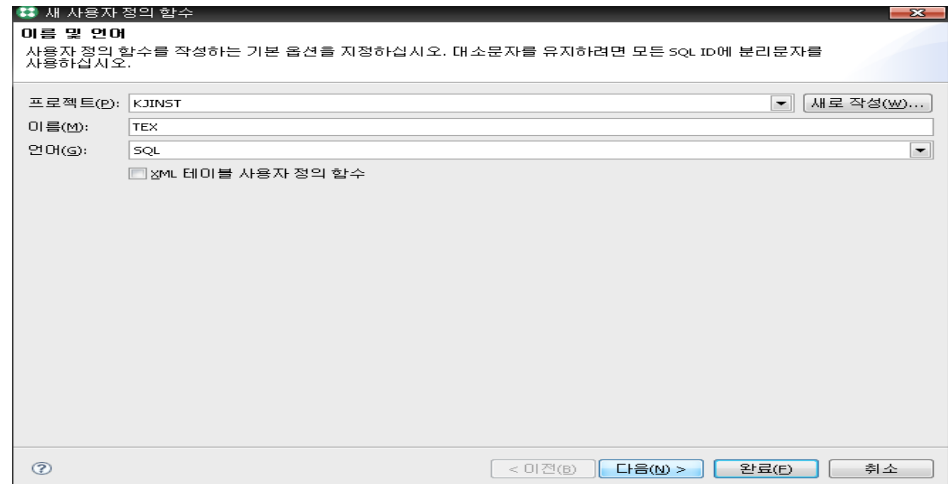 새 사용자 정의 함수
이름 및 언어
사용자 정의 함수를 작성하는 기본 옵션을 지정하십시오. 대소문자를 유지하려면 모든 SQL ID에 분리문자를
사용하십시오.
프로젝트(P): KJINST 새로 작성(W)...
이름(M): TEX
언어(G): SQL
XML 테이블 사용자 정의 함수
< 이전(B) 다음(N) > 완료(F) 취소